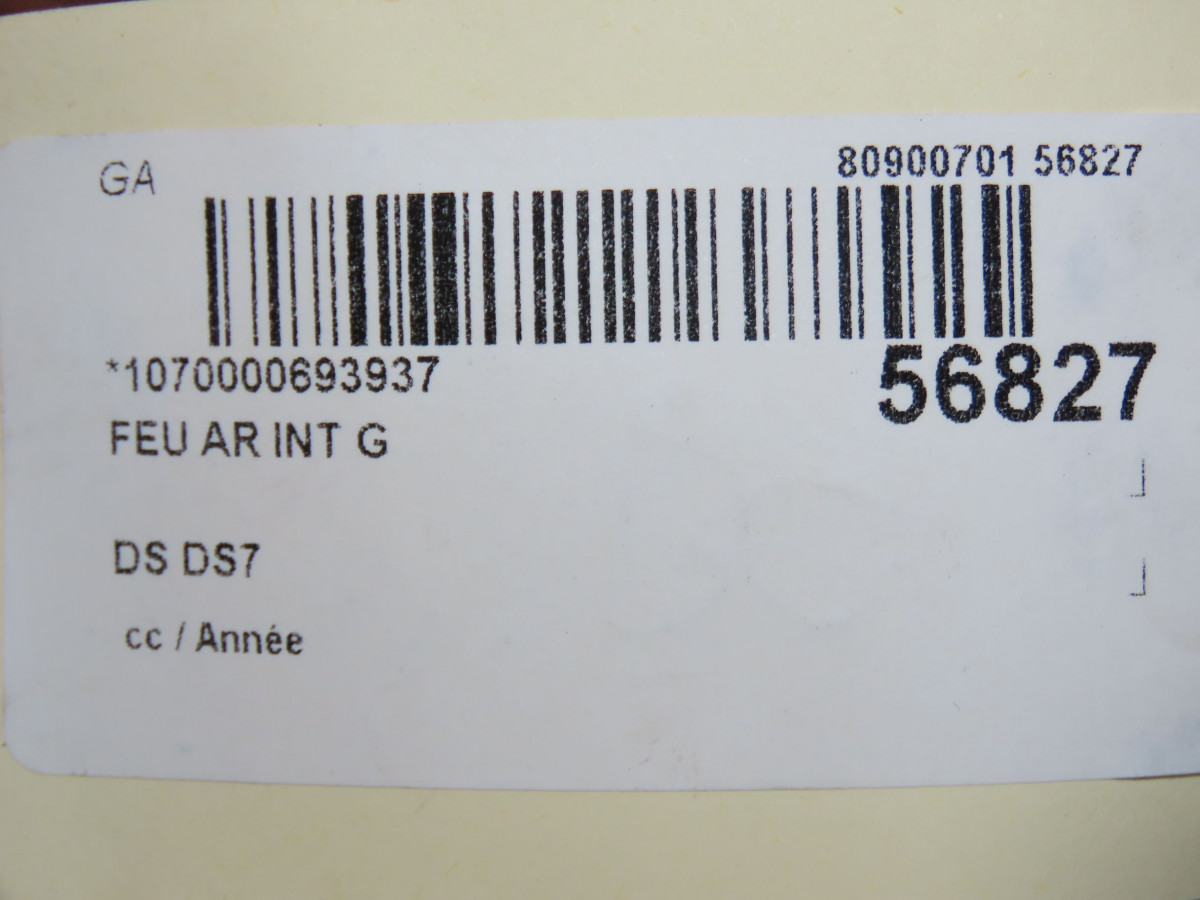 GA
80900701 56827
*1070000693937
56827
FEU AR INT G
DS DS7
cc / Année